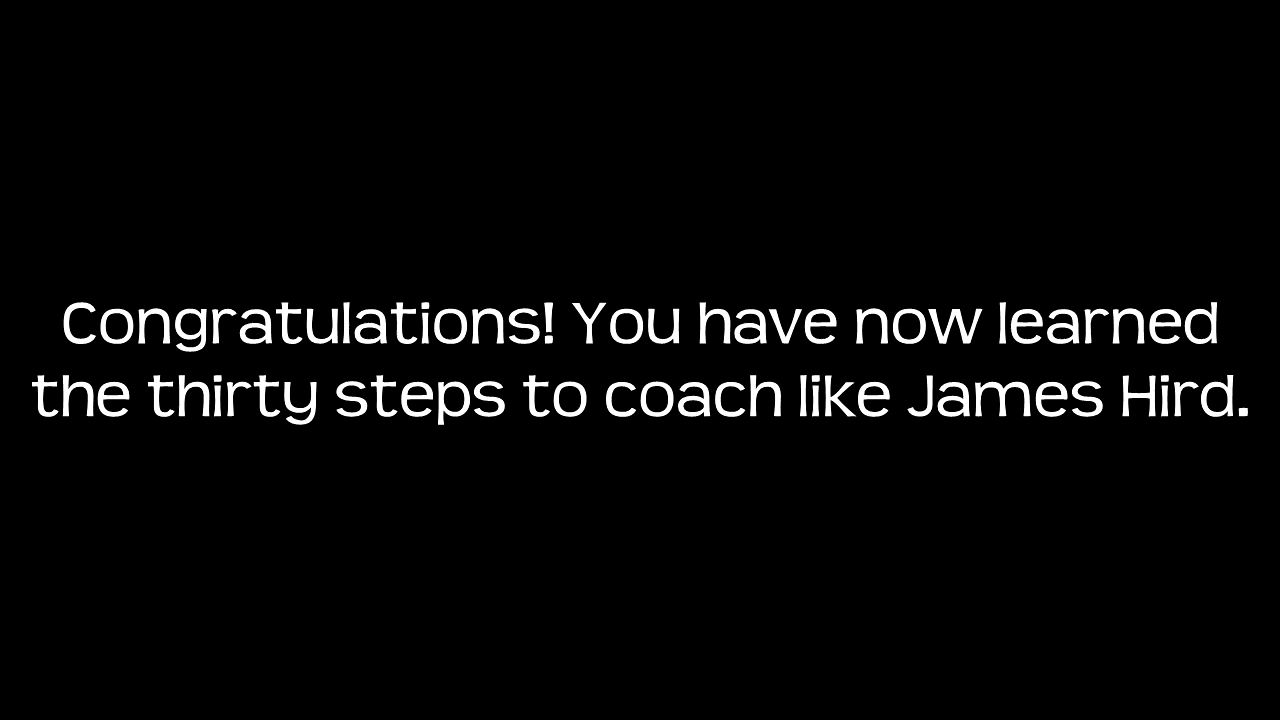 Congratulations! You have now learned
the thirty steps to coach like James Hird.